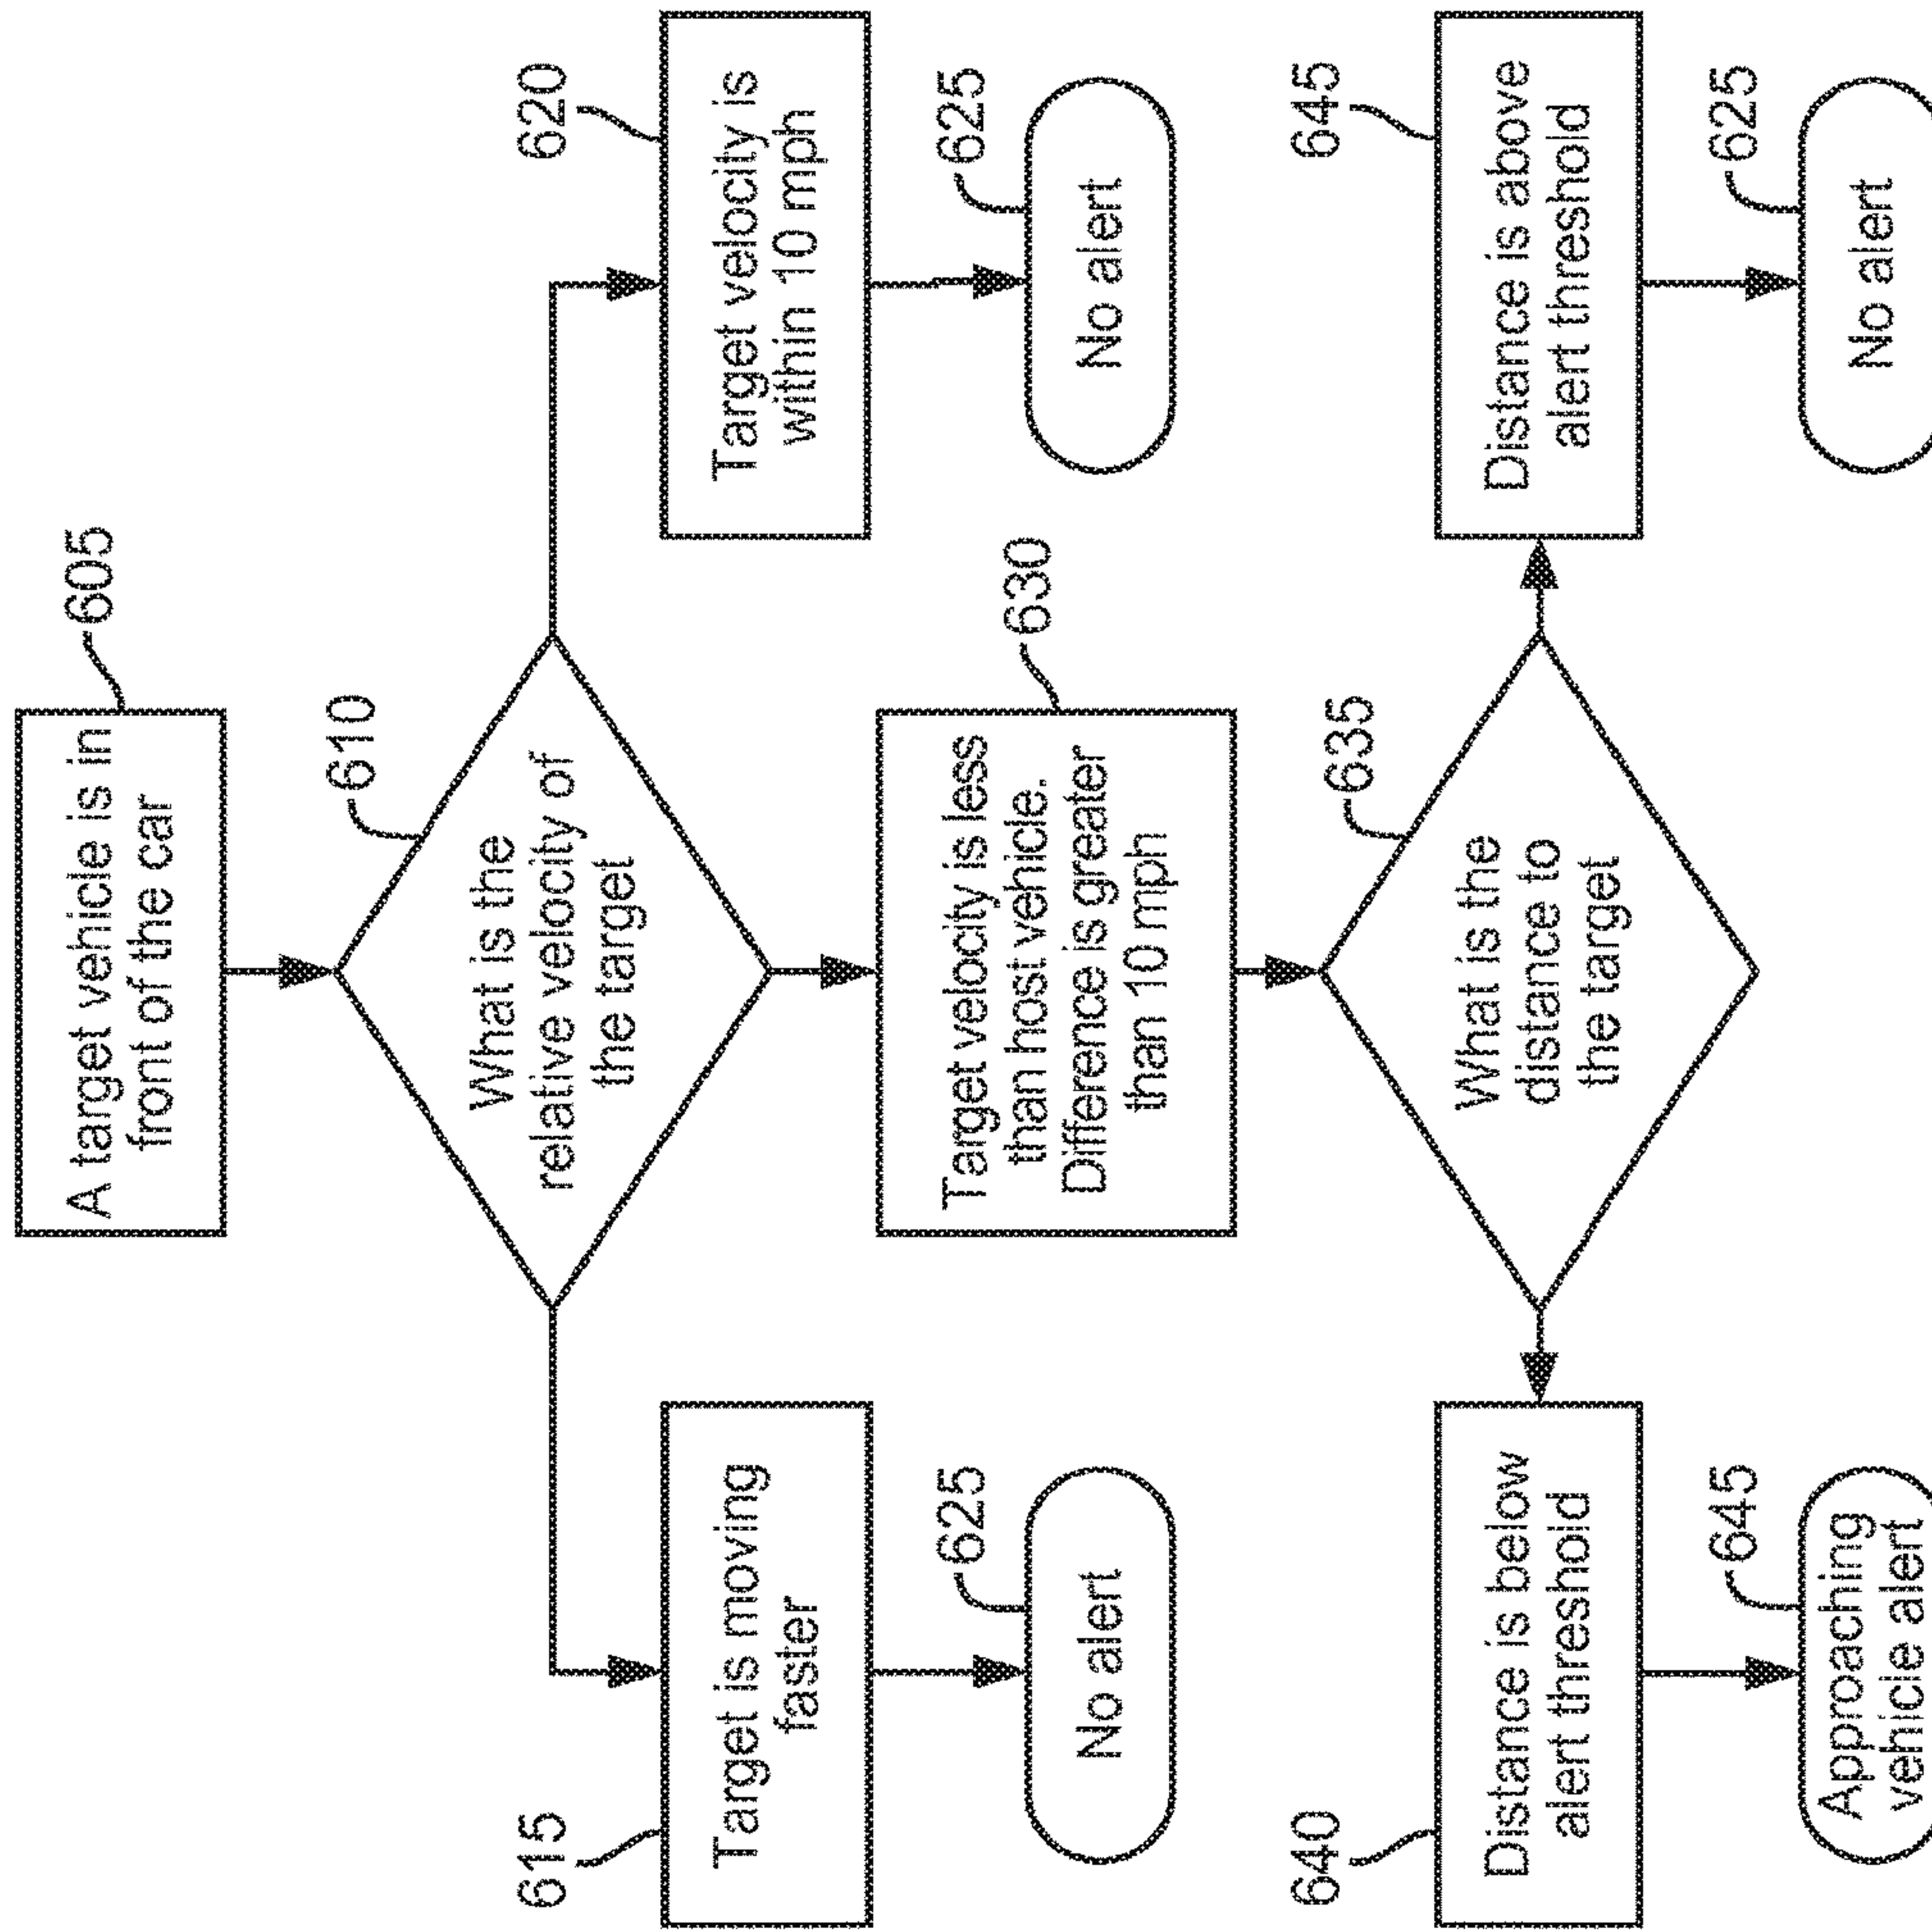 A target vehicle is in
front of the car
605
610
What is the
relative velocity of
the target
615
Target is moving
faster
625
No alert
620
Target velocity is
within 10 mph
625
No alert
630
Target velocity is less
than host vehicle.
Difference is greater
than 10 mph
635
What is the
distance to
the target
640
Distance is below
alert threshold
645
Approaching
vehicle alert
645
Distance is above
alert threshold
625
No alert